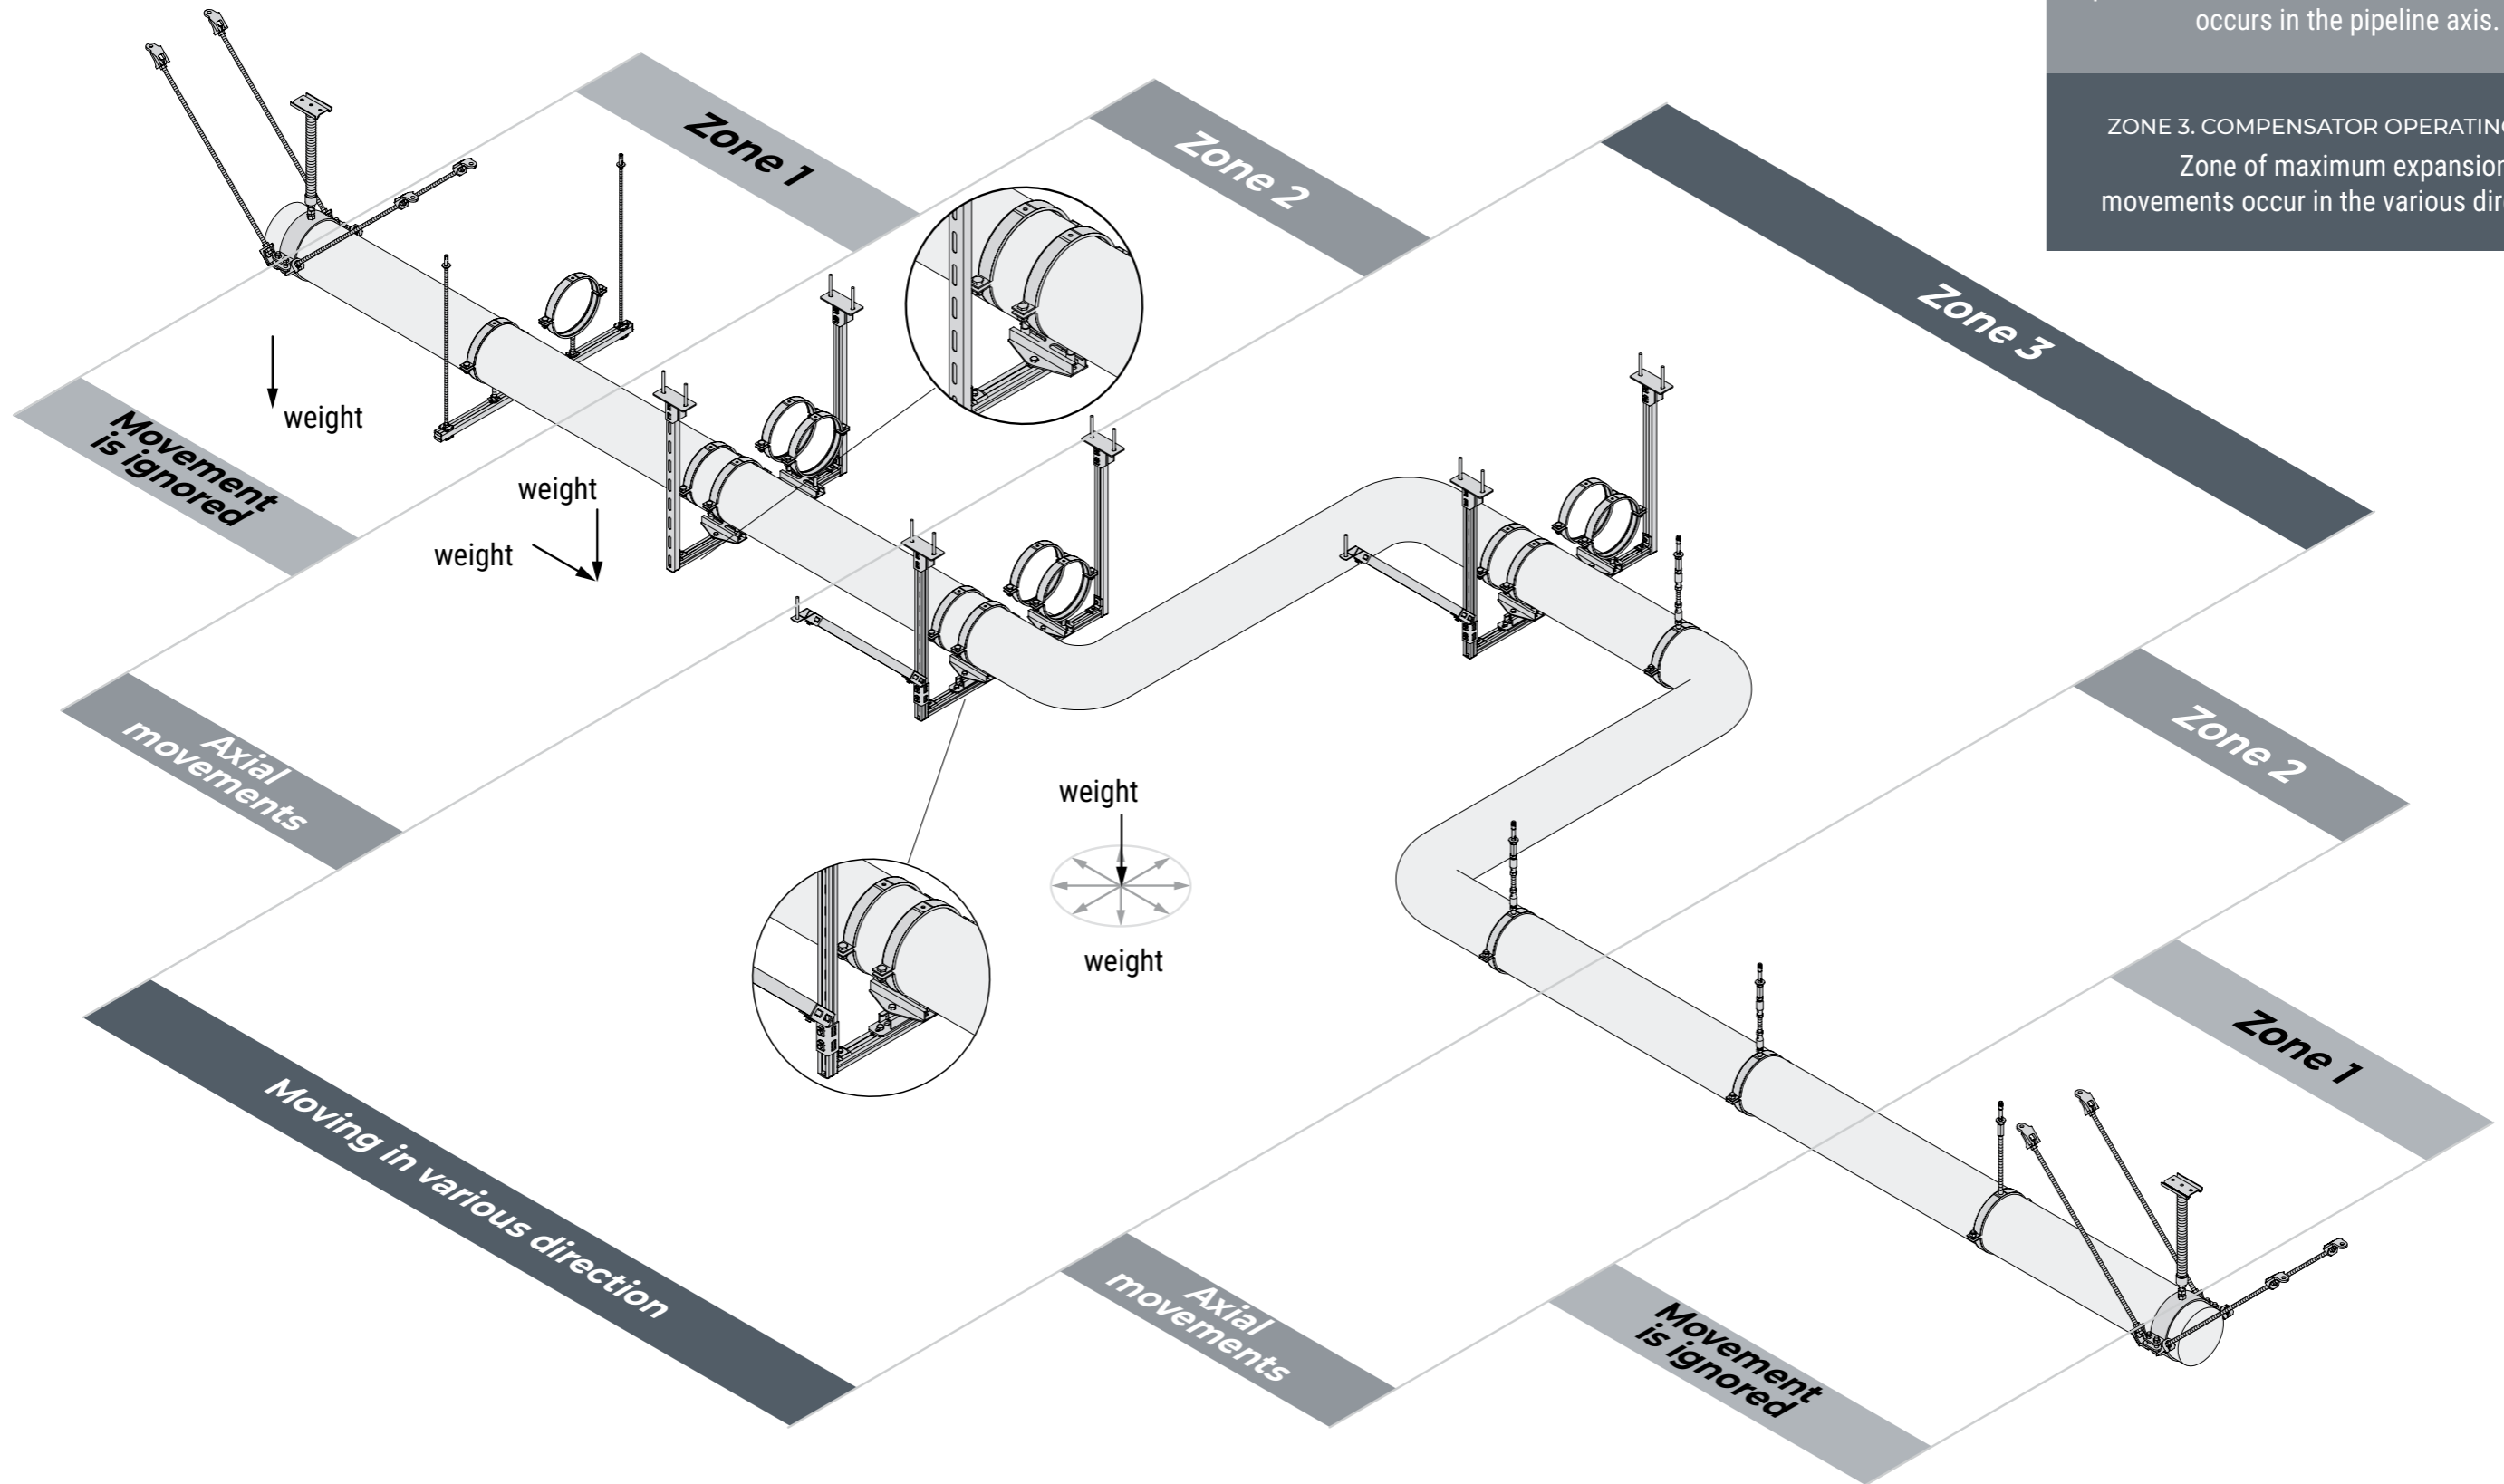 occurs in the pipeline axis.
ZONE 3. COMPENSATOR OPERATING
Zone of maximum expansion
movements occur in the various
Zone 1
Zone 2
Zone 3
weight
Movement
is ignored
weight
weight
Axial
movements
weight
weight
Zone 2
Zone 1
Moving in various direction
Axial
movements
Movement
is ignored